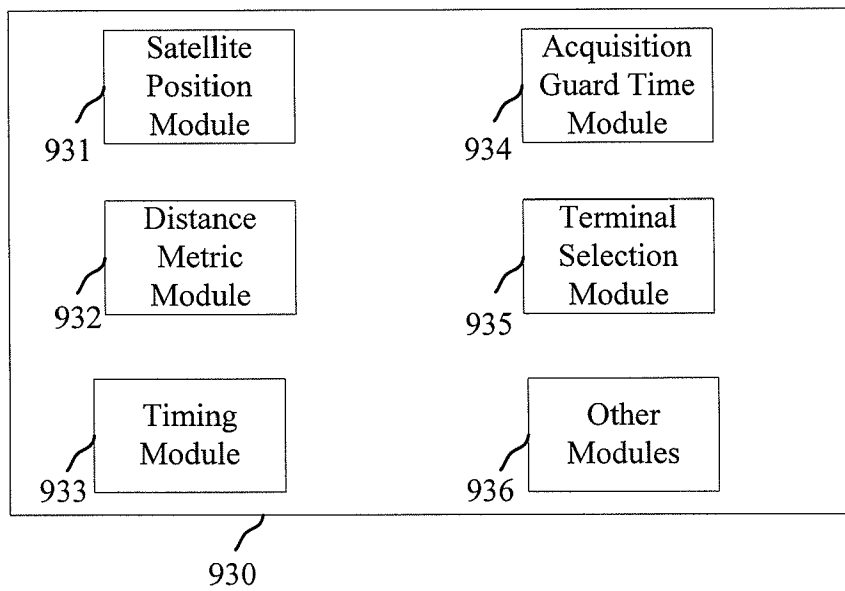 Satellite
Position
Module
931
Acquisition
Guard Time
Module
934
Distance
Metric
Module
932
Terminal
Selection
Module
935
Timing
Module
933
Other
Modules
936
930